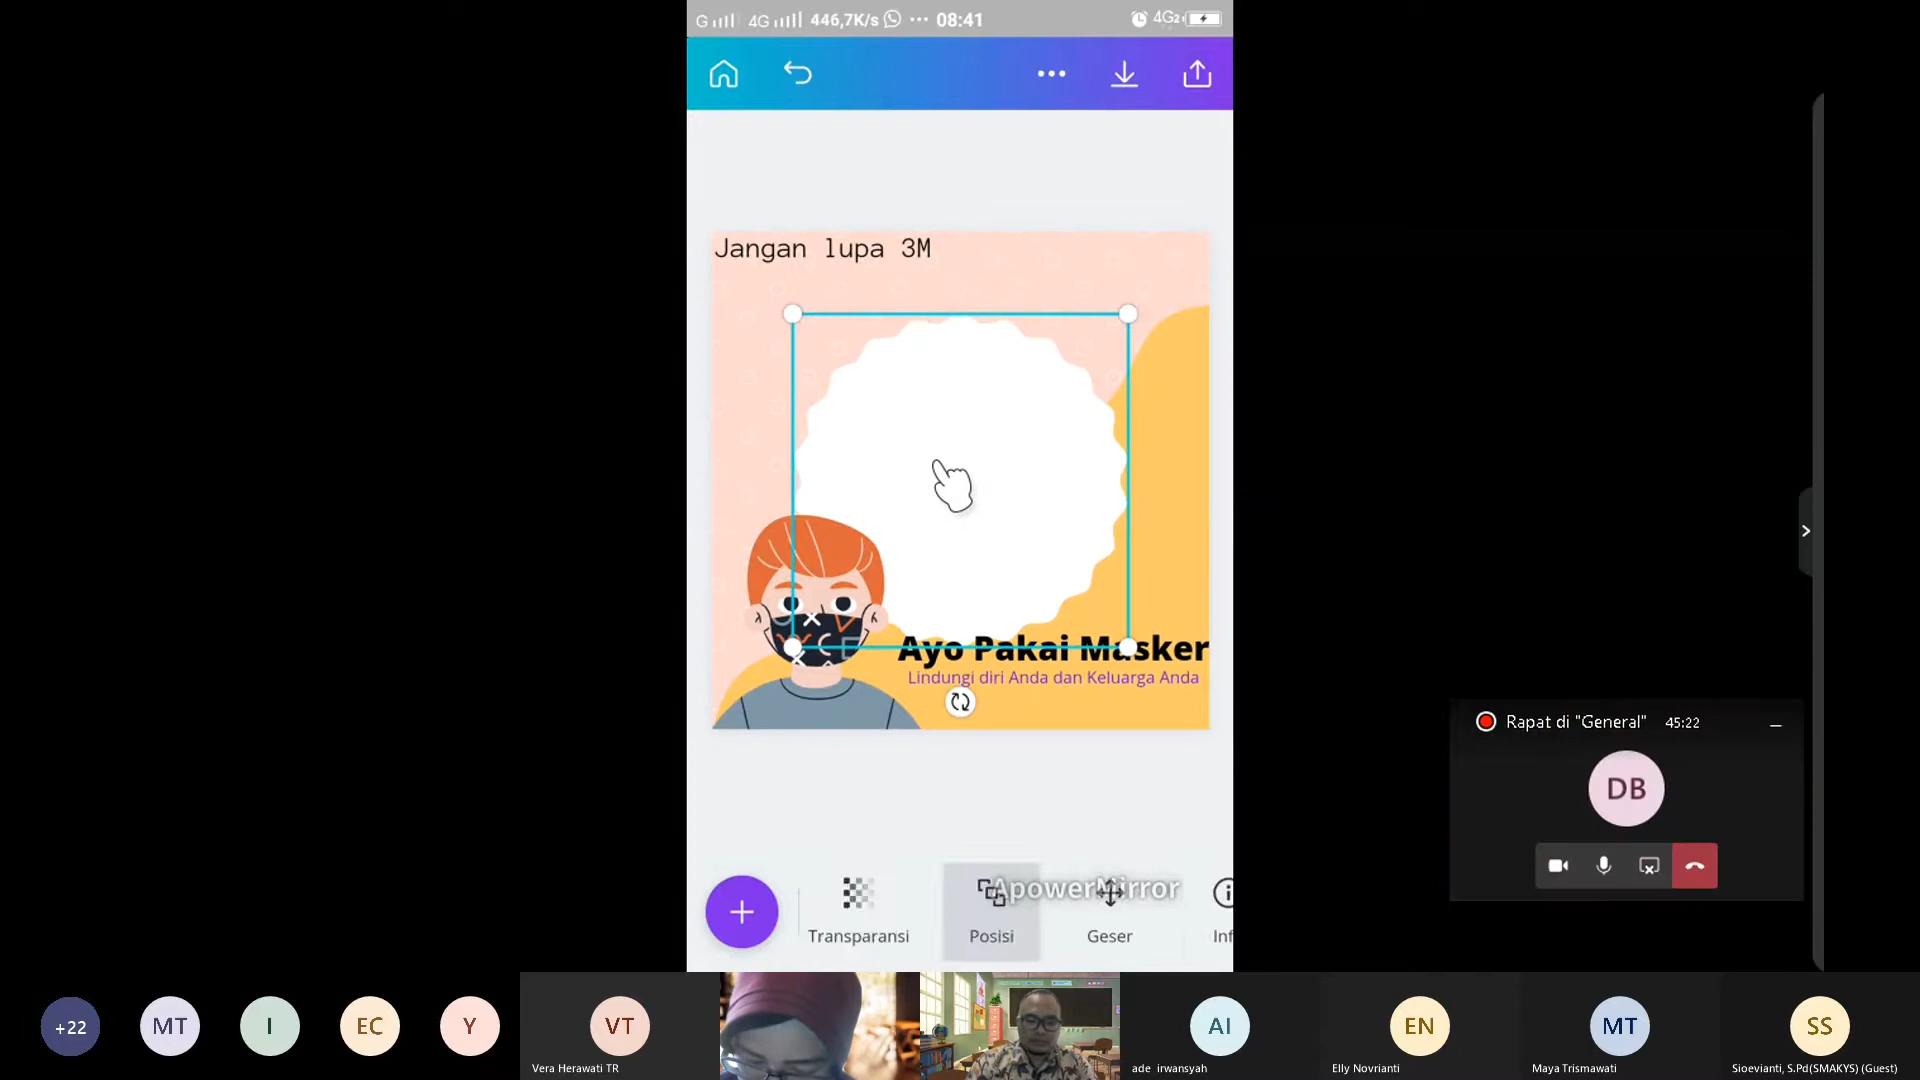 G 4G 446,7K/s ··· 08:41 4G2
Jangan lupa 3M
Ayo Pakai Masker
Lindungi diri Anda dan Keluarga Anda
ApowerMirror
Transparansi Posisi Geser Inf
Rapat di "General" 45:22
DB
+22 MT I EC Y VT AI EN MT SS
Vera Herawati TR
ade irwansyah
Elly Novrianti
Maya Trismawati
Sioevianti, S.Pd(SMAKYS) (Guest)